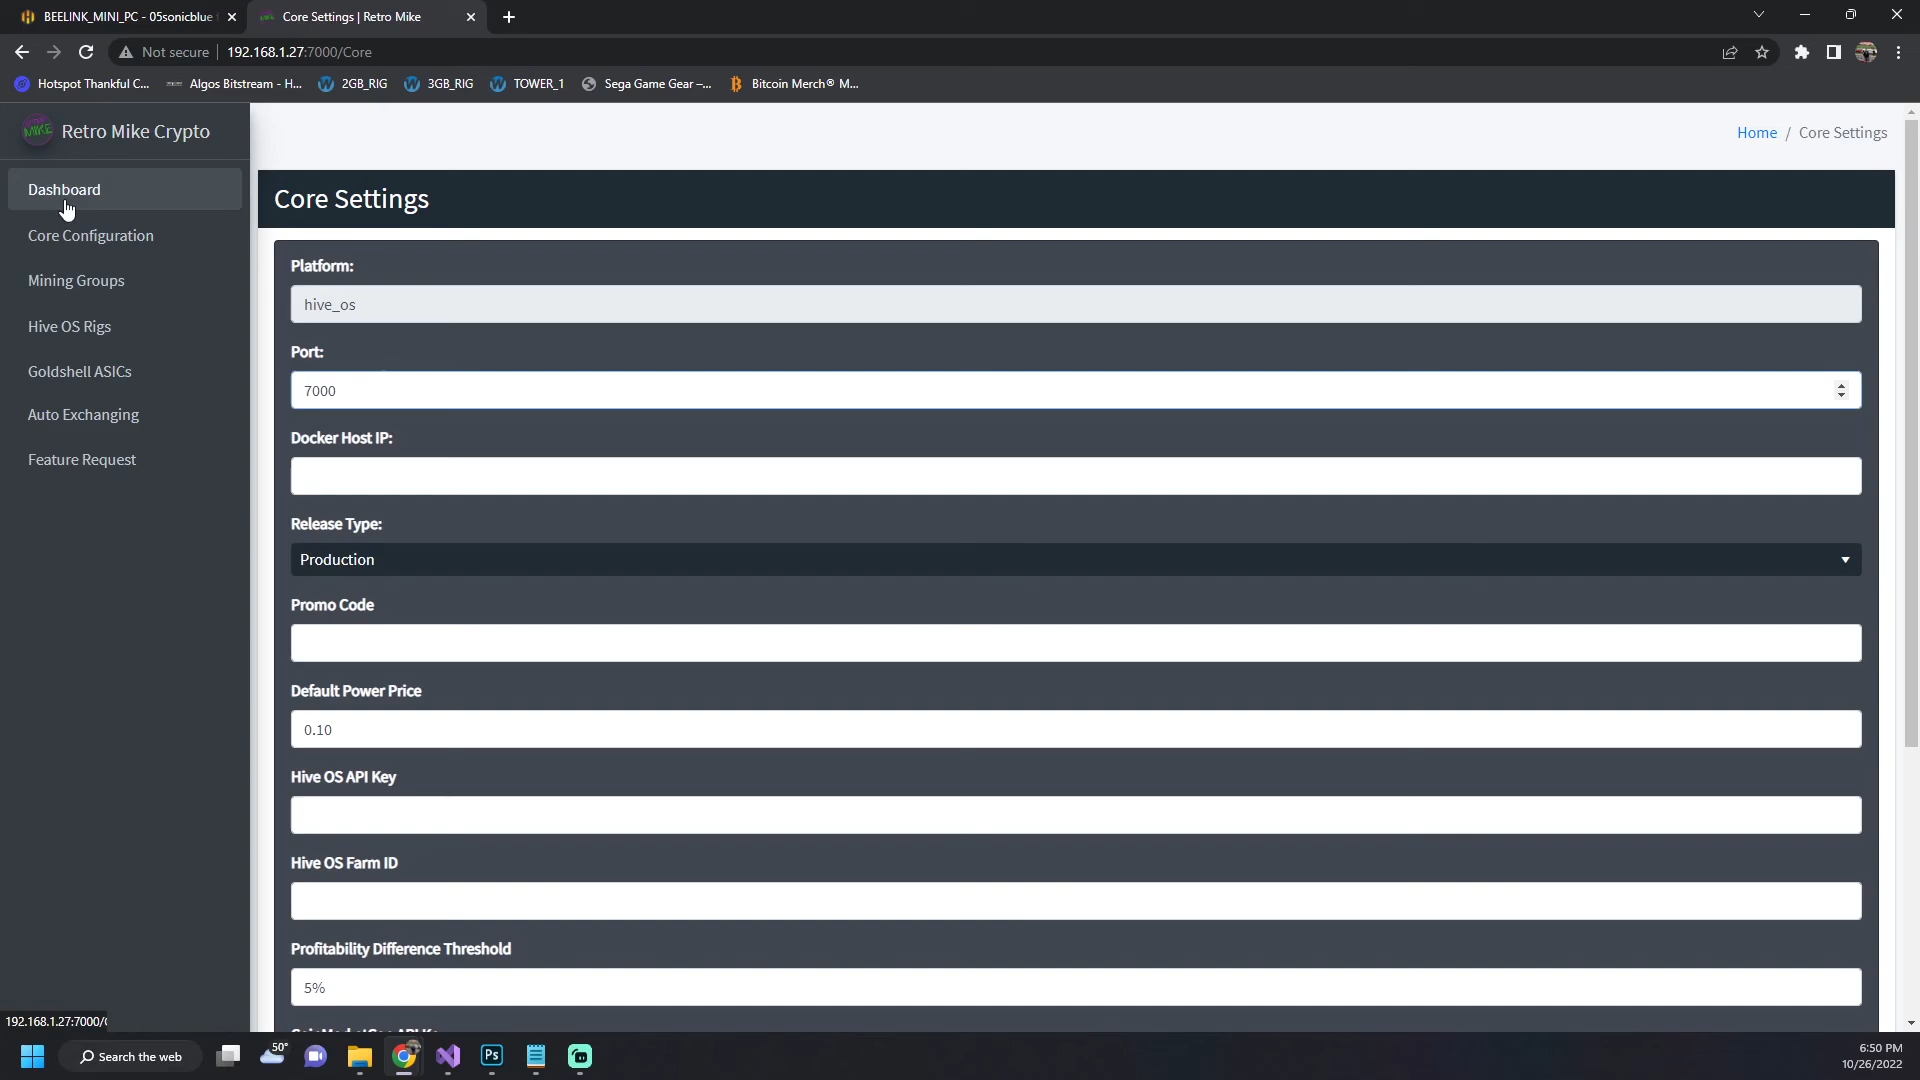 BEELINK_MINI_PC - 05sonicblue
Core Settings | Retro Mike
Not secure
192.168.1.27:7000/Core
Hotspot Thankful C...
Algos Bitstream - H...
2GB_RIG
3GB_RIG
TOWER_1
Sega Game Gear –...
Bitcoin Merch® M...
MIKE
Retro Mike Crypto
Home / Core Settings
Dashboard
Core Configuration
Mining Groups
Hive OS Rigs
Goldshell ASICs
Auto Exchanging
Feature Request
Core Settings
Platform:
hive_os
Port:
7000
Docker Host IP:
Release Type:
Production
Promo Code
Default Power Price
0.10
Hive OS API Key
Hive OS Farm ID
Profitability Difference Threshold
5%
192.168.1.27:7000/
Search the web
50°
Ps
6:50 PM
10/26/2022